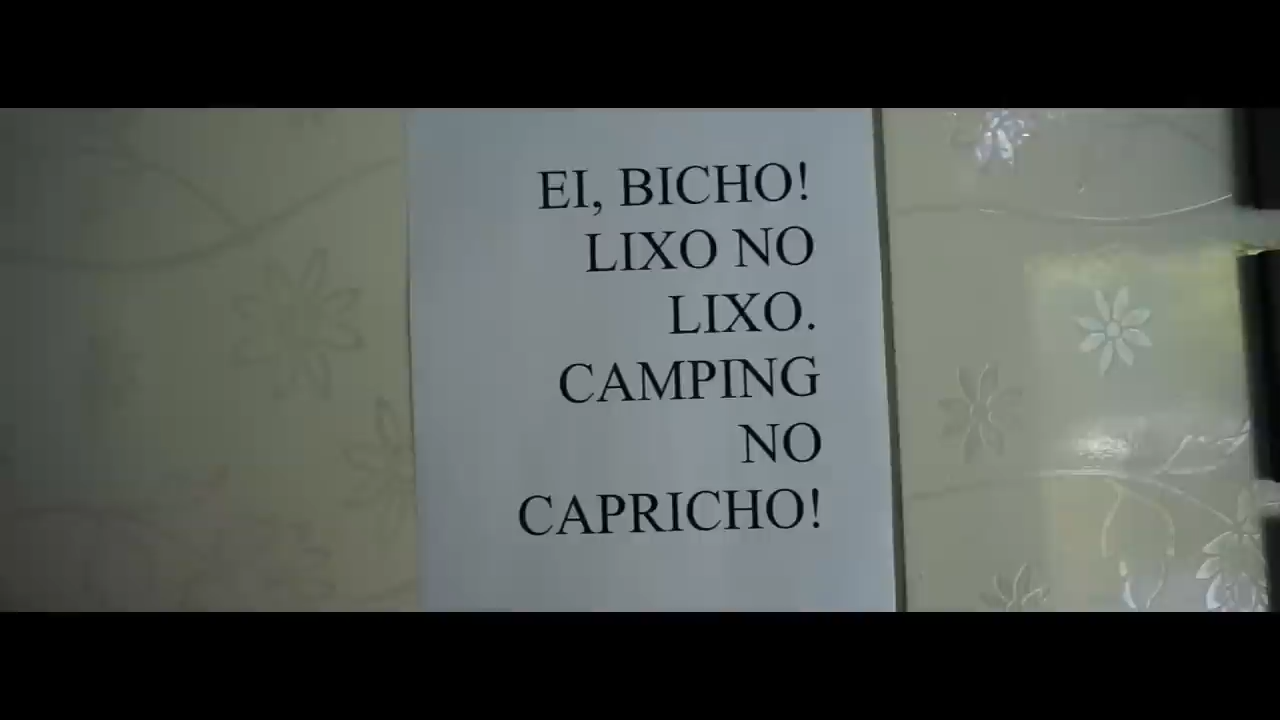 EI, BICHO!
LIXO NO
LIXO.
CAMPING
NO
CAPRICHO!